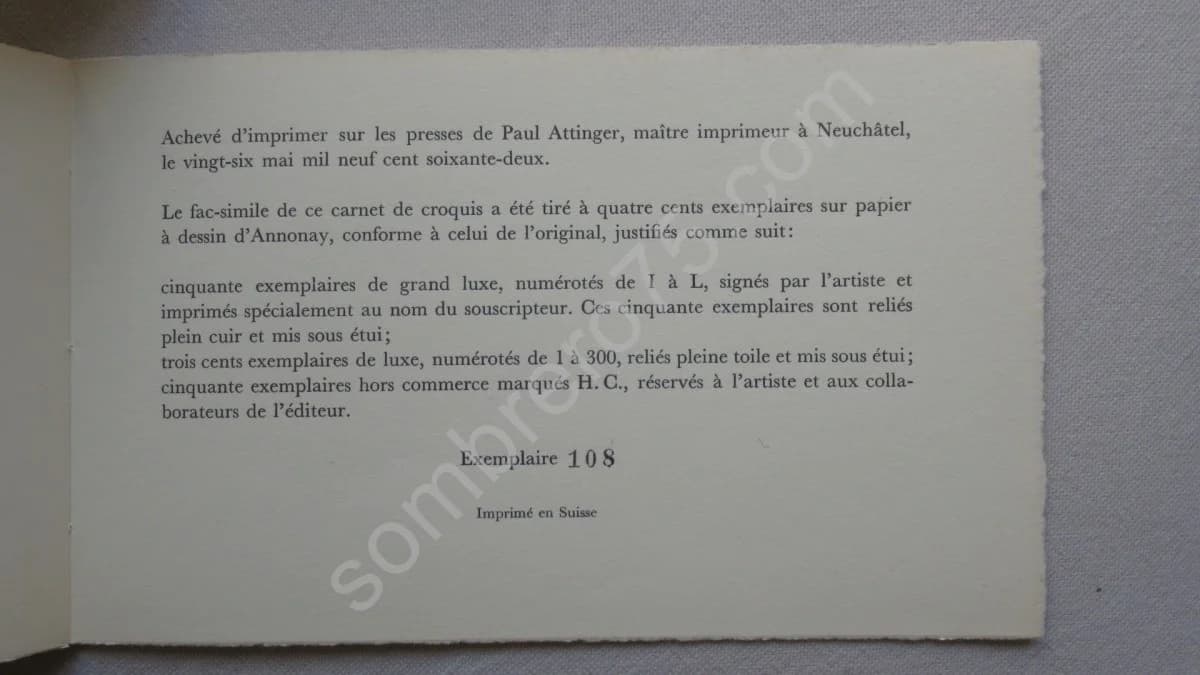 Achevé d'imprimer sur les presses de Paul Attinger, maître imprimeur à Neuchâtel,
le vingt-six mai mil neuf cent soixante-deux.
Le fac-simile de ce carnet de croquis a été tiré à quatre cents exemplaires sur papier
à dessin d'Annonay, conforme à celui de l'original, justifiés comme suit:
cinquante exemplaires de grand luxe, numérotés de I à L, signés par l'artiste et
imprimés spécialement au nom du souscripteur. Ces cinquante exemplaires sont reliés
plein cuir et mis sous étui;
trois cents exemplaires de luxe, numérotés de 1 à 300, reliés pleine toile et mis sous étui;
cinquante exemplaires hors commerce marqués H. C., réservés à l'artiste et aux colla-
borateurs de l'éditeur.
Exemplaire 108
Imprimé en Suisse
sombrero75.com